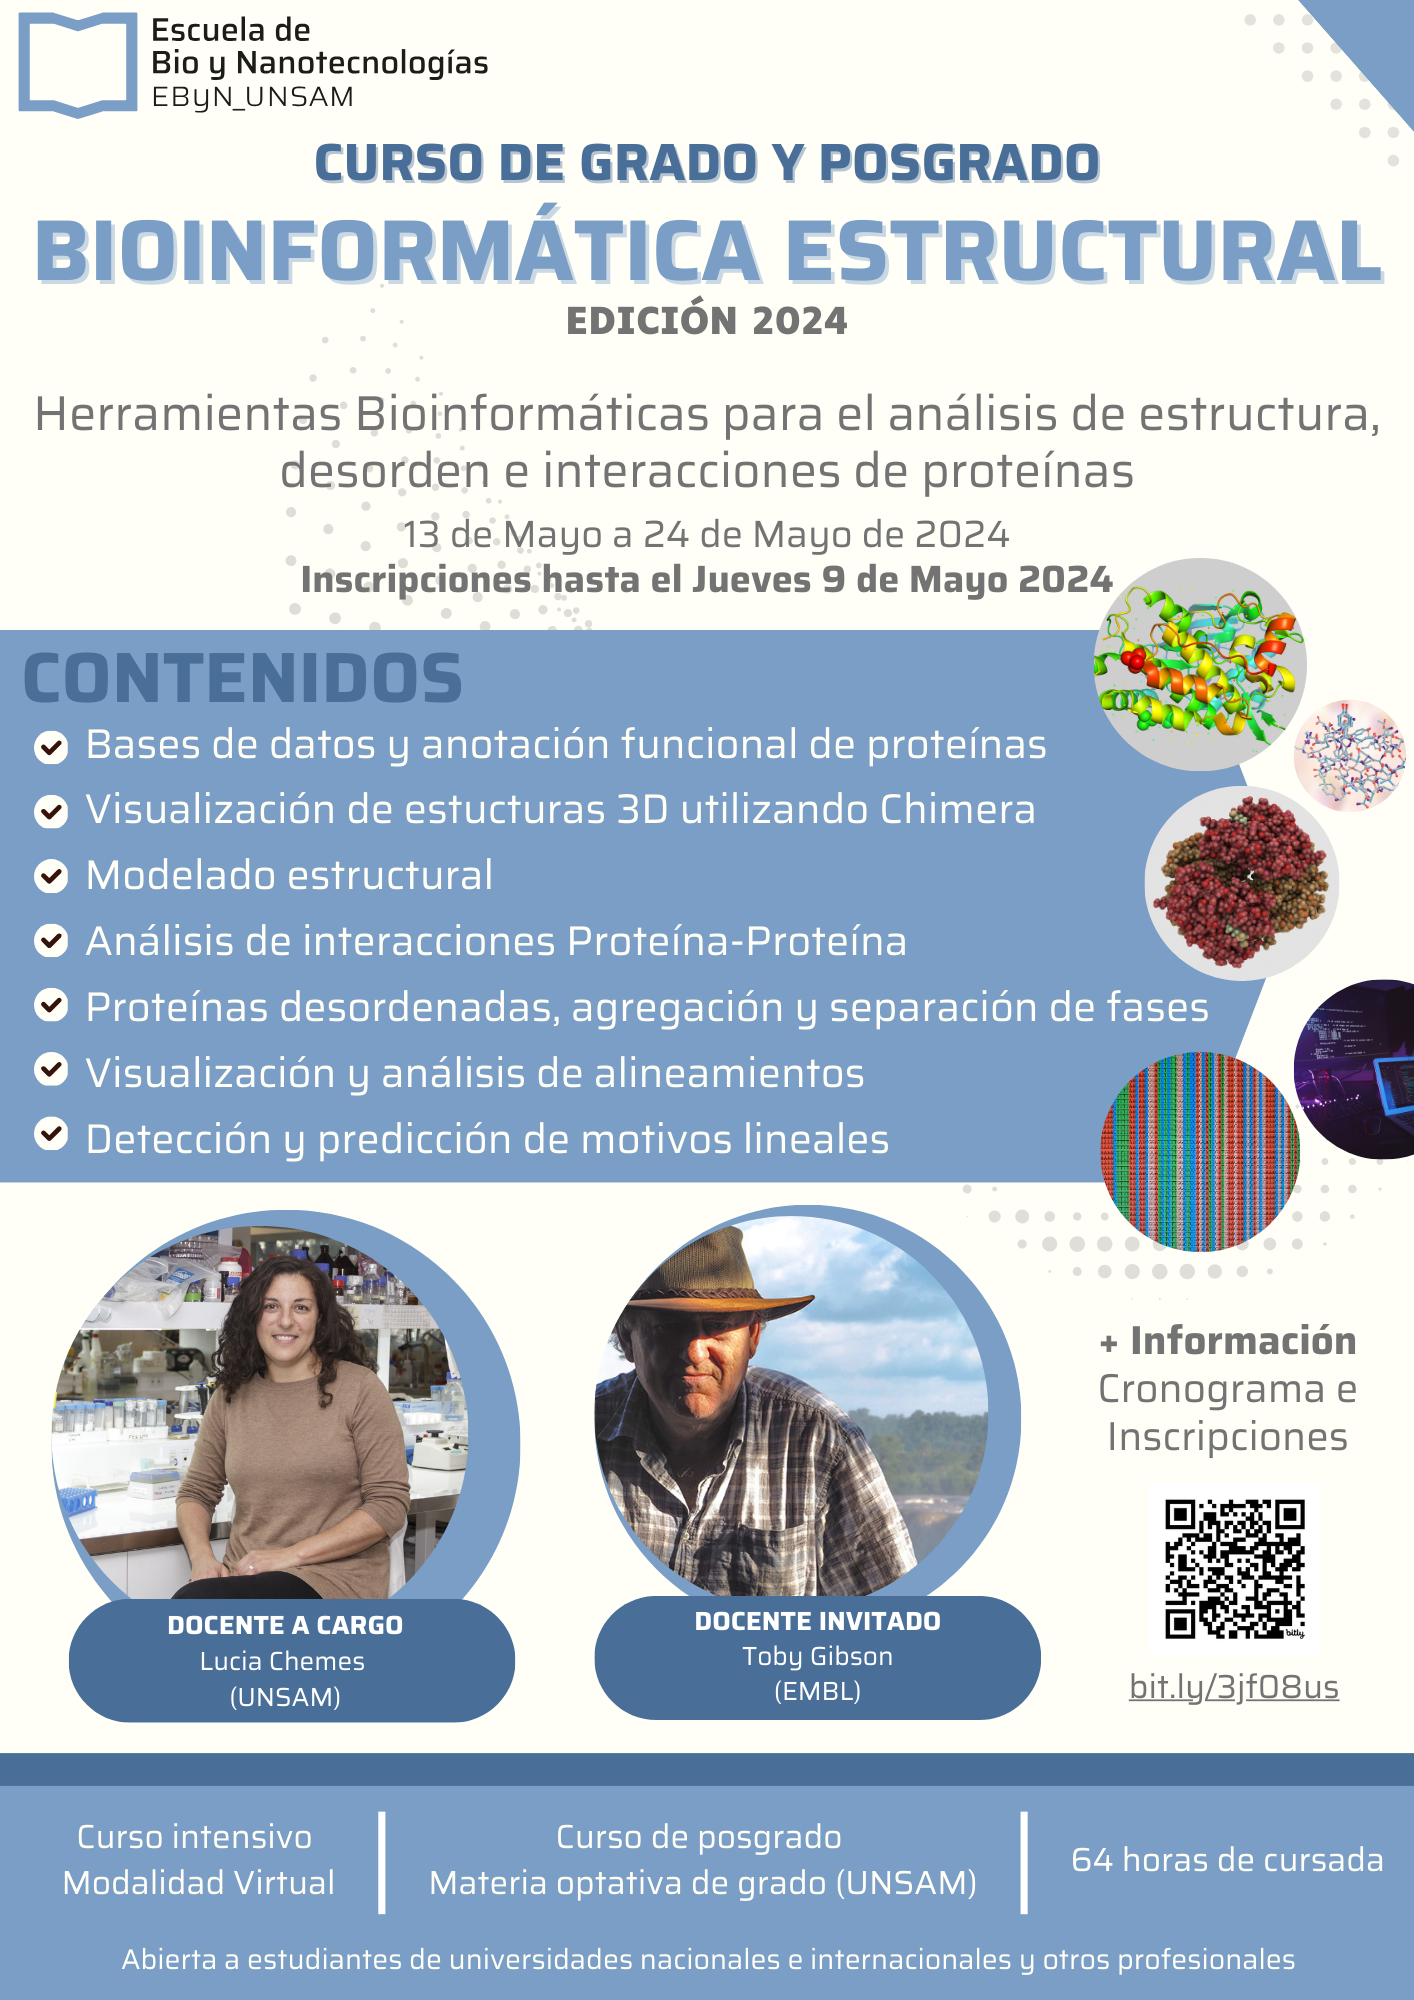 Escuela de
Bio y Nanotecnologías
EByN_UNSAM
CURSO DE GRADO Y POSGRADO
BIOINFORMÁTICA ESTRUCTURAL
EDICIÓN 2024
Herramientas Bioinformáticas para el análisis de estructura,
desorden e interacciones de proteínas
13 de Mayo a 24 de Mayo de 2024
Inscripciones hasta el Jueves 9 de Mayo 2024
CONTENIDOS
Bases de datos y anotación funcional de proteínas
Visualización de estucturas 3D utilizando Chimera
Modelado estructural
Análisis de interacciones Proteína-Proteína
Proteínas desordenadas, agregación y separación de fases
Visualización y análisis de alineamientos
Detección y predicción de motivos lineales
DOCENTE A CARGO
Lucia Chemes
(UNSAM)
DOCENTE INVITADO
Toby Gibson
(EMBL)
+ Información
Cronograma e
Inscripciones
bitly
bit.ly/3jf08us
Curso intensivo
Modalidad Virtual
Curso de posgrado
Materia optativa de grado (UNSAM)
64 horas de cursada
Abierta a estudiantes de universidades nacionales e internacionales y otros profesionales